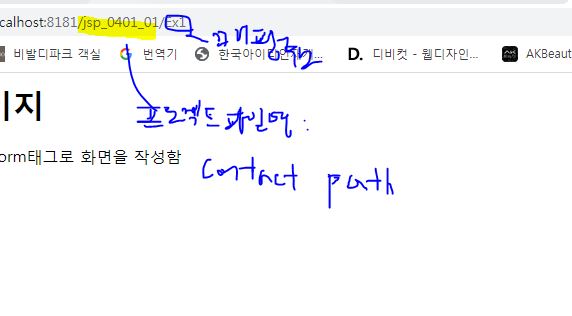 calhost:8181/jsp_0401_01/Ex1
비발디파크 객실 번역기 한국아이 D. 디비컷 - 웹디자인... AK AKBeaut
이지
프로젝트 파일명 :
orm태그로 화면을 작성함
contact path